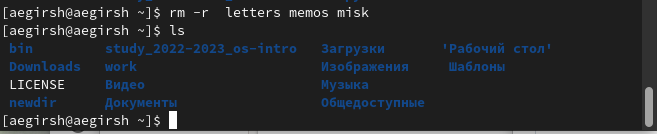 [aegirsh@aegirsh ~]$ rm -r  letters memos misk
[aegirsh@aegirsh ~]$ ls
bin study_2022-2023_os-intro Загрузки 'Рабочий стол'
Downloads work Изображения Шаблоны
LICENSE Видео Музыка
newdir Документы Общедоступные
[aegirsh@aegirsh ~]$